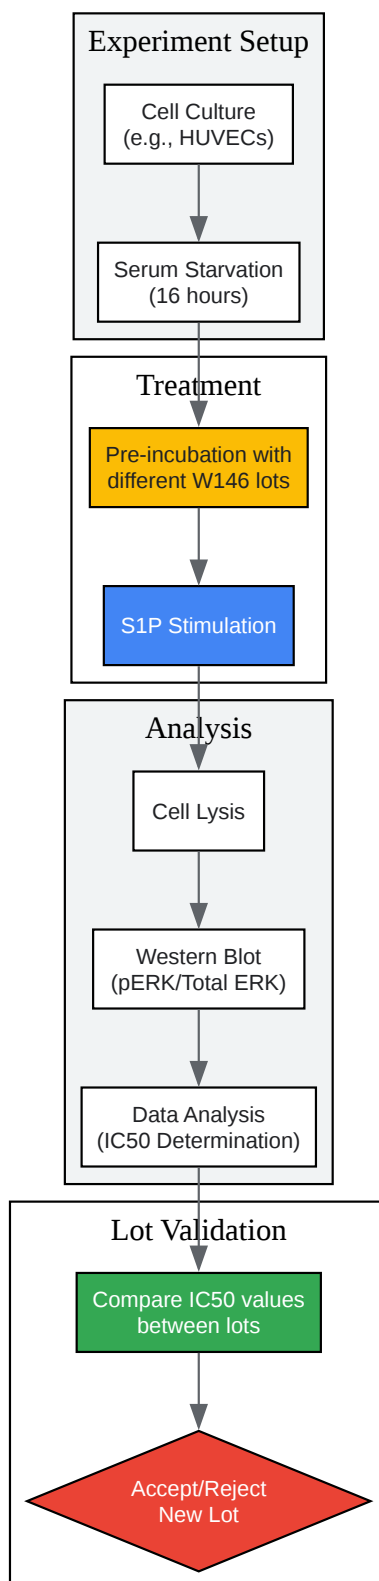 Experiment Setup
Cell Culture
(e.g., HUVECs)
Serum Starvation
(16 hours)
Treatment
Pre-incubation with
different W146 lots
S1P Stimulation
Analysis
Cell Lysis
Western Blot
(pERK/Total ERK)
Data Analysis
(IC50 Determination)
Lot Validation
Compare IC50 values
between lots
Accept/Reject
New Lot